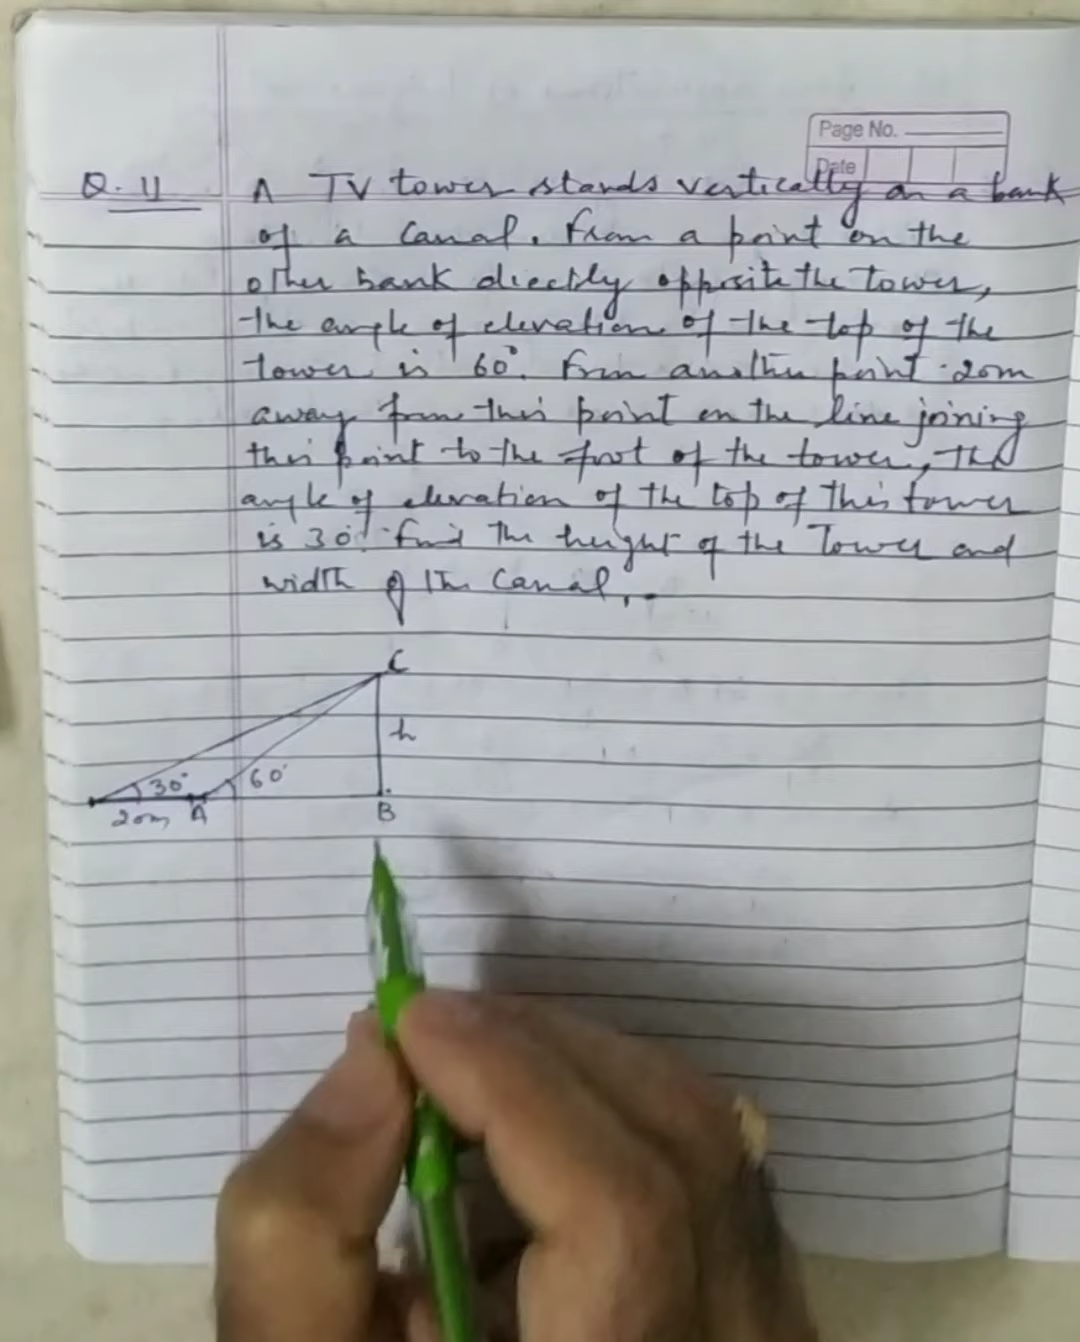 Page No.
Date
Q. 11 A TV tower stands vertically on a bank
of a canal. From a point on the
other bank directly opposite the Tower,
the angle of elevation of the top of the
tower is 60°. From another point 20m
away from this point on the line joining
this point to the foot of the tower, the
angle of elevation of the top of this tower
is 30°. Find the height of the Tower and
width of the Canal.
C
h
30° 60°
20m A B